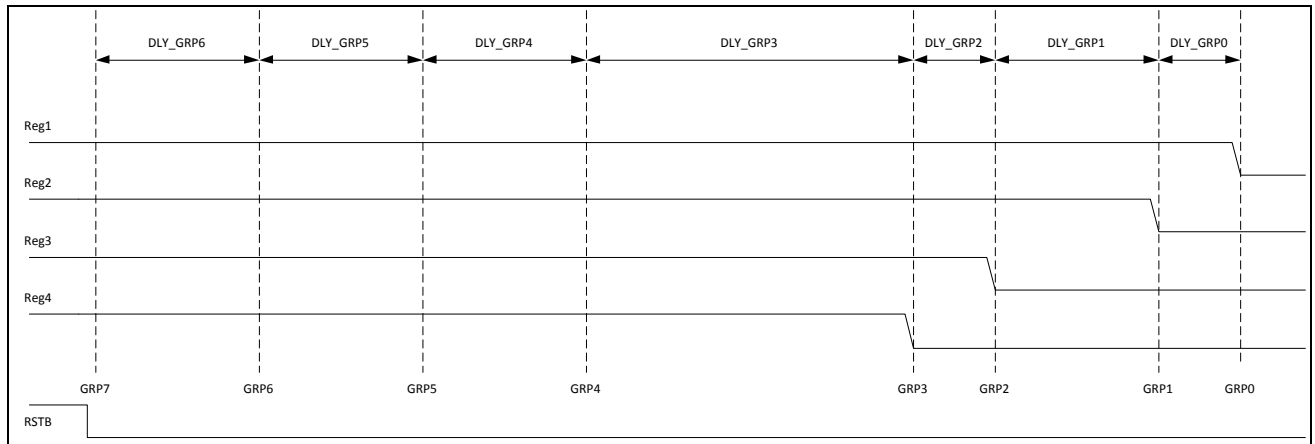 DLY_GRP6 DLY_GRP5 DLY_GRP4 DLY_GRP3 DLY_GRP2 DLY_GRP1 DLY_GRP0
Reg1
Reg2
Reg3
Reg4
GRP7 GRP6 GRP5 GRP4 GRP3 GRP2 GRP1 GRP0
RSTB